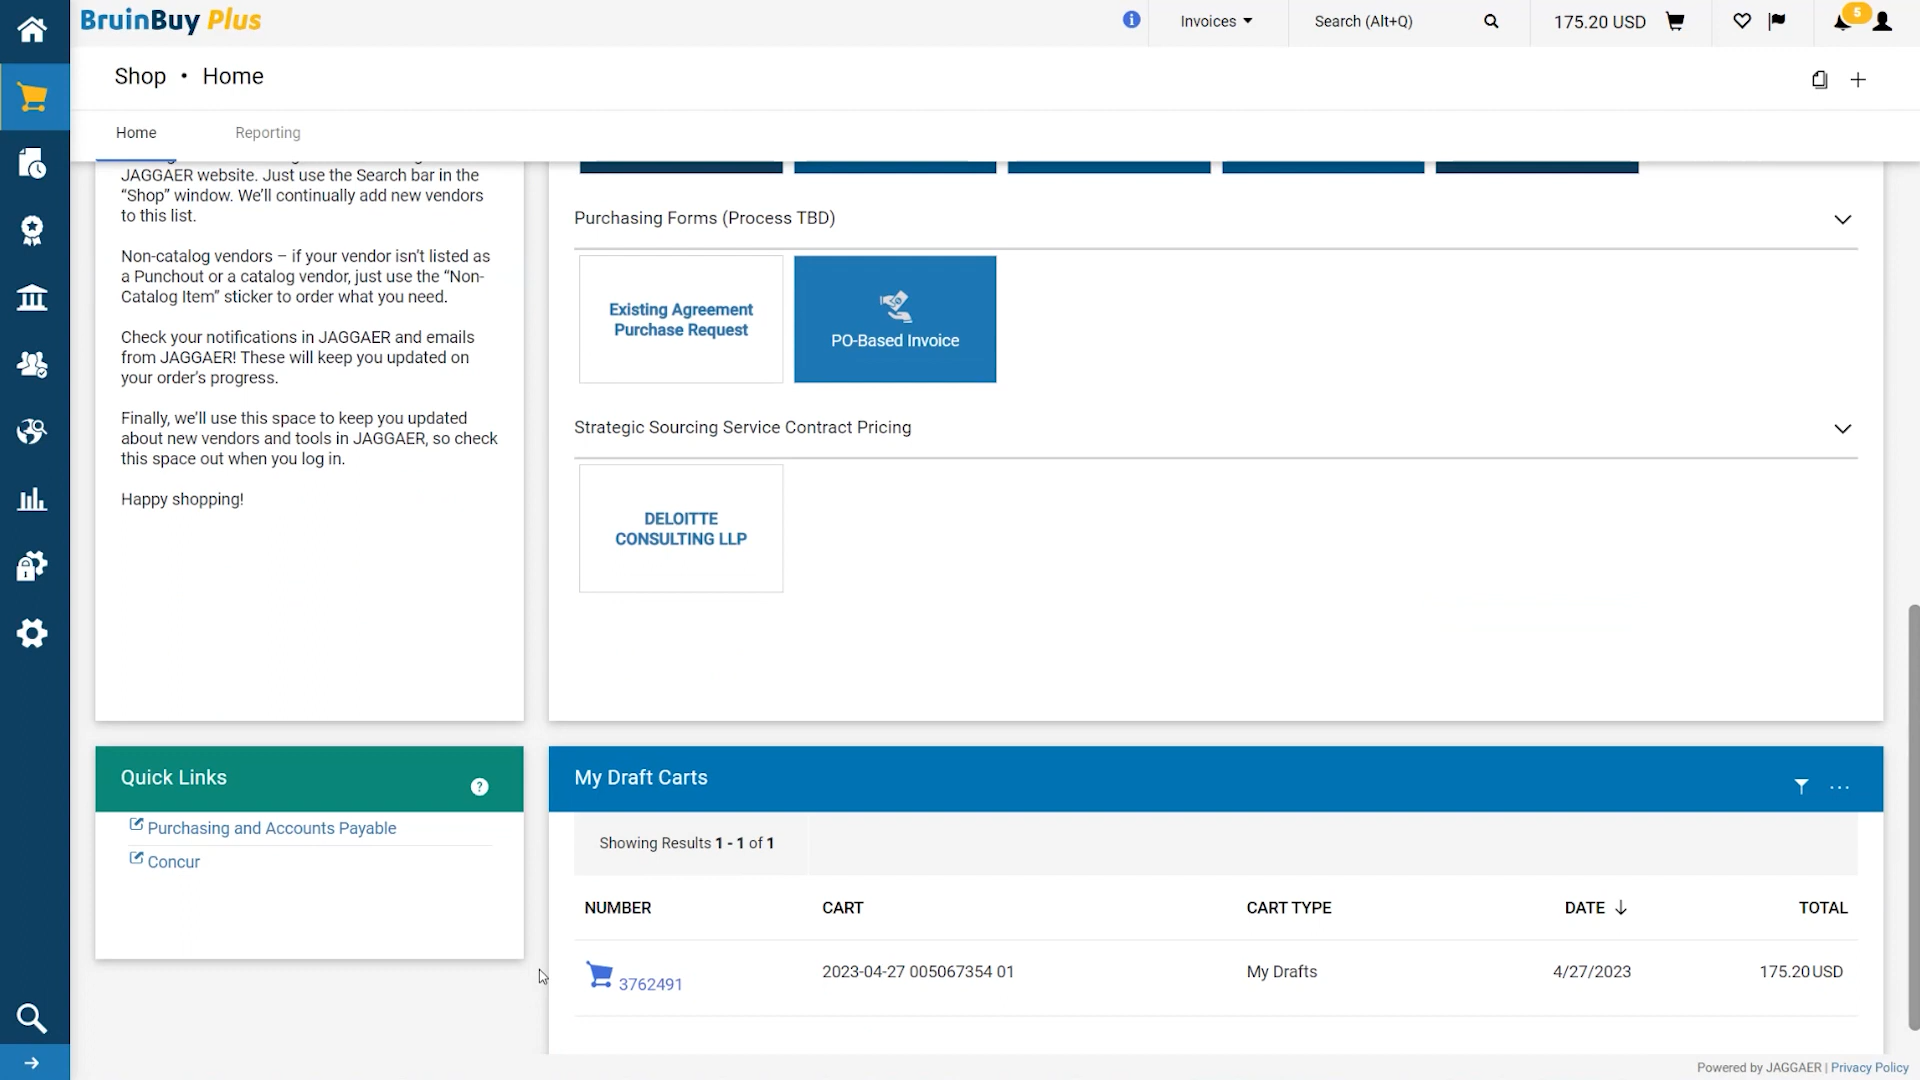 BruinBuy Plus
Invoices
Search (Alt+Q)
175.20 USD
5
Shop • Home
Home
Reporting
JAGGAER website. Just use the Search bar in the
“Shop” window. We’ll continually add new vendors
to this list.
Non-catalog vendors – if your vendor isn’t listed as
a Punchout or a catalog vendor, just use the “Non-
Catalog Item” sticker to order what you need.
Check your notifications in JAGGAER and emails
from JAGGAER! These will keep you updated on
your order’s progress.
Finally, we’ll use this space to keep you updated
about new vendors and tools in JAGGAER, so check
this space out when you log in.
Happy shopping!
Purchasing Forms (Process TBD)
Existing Agreement
Purchase Request
PO-Based Invoice
Strategic Sourcing Service Contract Pricing
DELOITTE
CONSULTING LLP
Quick Links
?
Purchasing and Accounts Payable
Concur
My Draft Carts
...
Showing Results 1 - 1 of 1
NUMBER CART CART TYPE DATE TOTAL
3762491 2023-04-27 005067354 01 My Drafts 4/27/2023 175.20 USD
Powered by JAGGAER | Privacy Policy